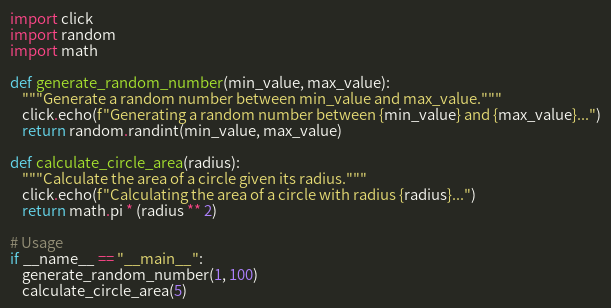 import click
import random
import math

def generate_random_number(min_value, max_value):
    """Generate a random number between min_value and max_value."""
    click.echo(f"Generating a random number between {min_value} and {max_value}...")
    return random.randint(min_value, max_value)

def calculate_circle_area(radius):
    """Calculate the area of a circle given its radius."""
    click.echo(f"Calculating the area of a circle with radius {radius}...")
    return math.pi * (radius ** 2)

# Usage
if __name__ == "__main__":
    generate_random_number(1, 100)
    calculate_circle_area(5)